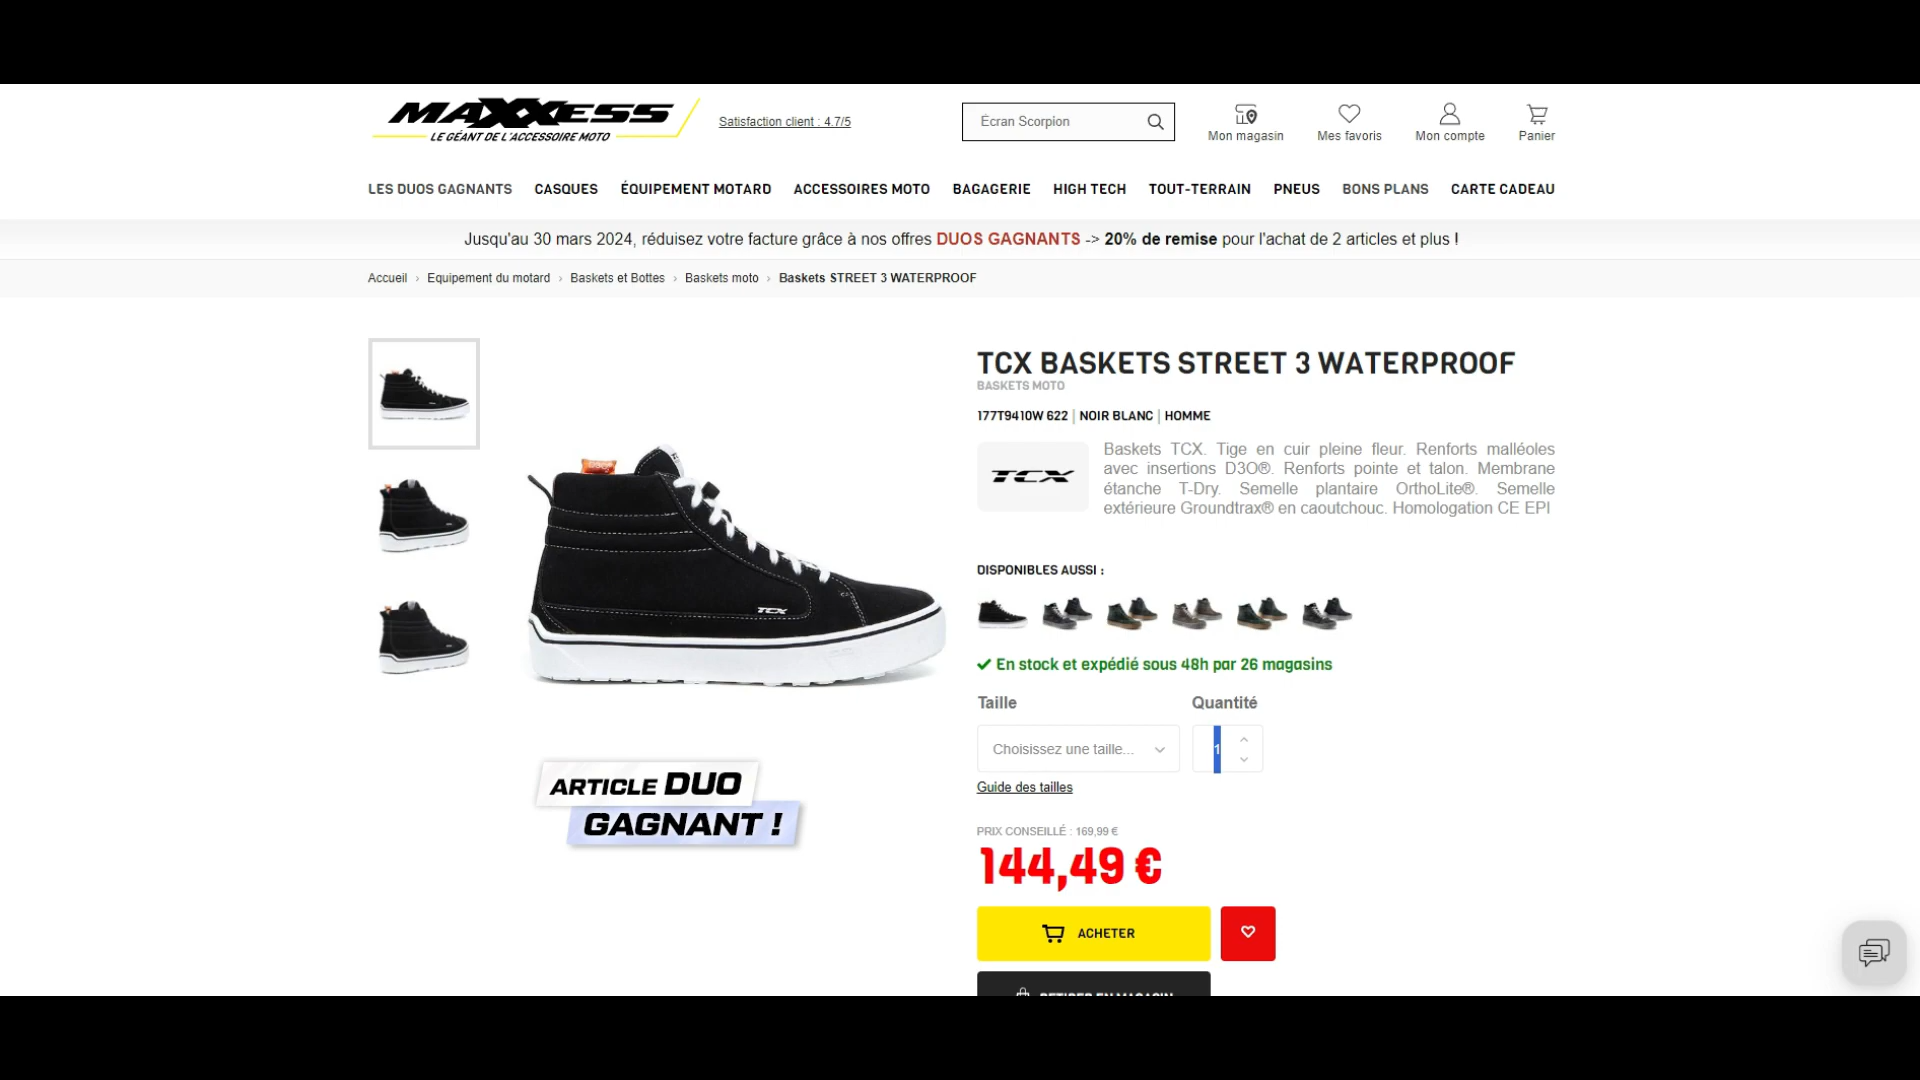 MAXXESS
LE GÉANT DE L'ACCESSOIRE MOTO
Satisfaction client : 4.7/5
Écran Scorpion
Mon magasin
Mes favoris
Mon compte
Panier
LES DUOS GAGNANTS CASQUES ÉQUIPEMENT MOTARD ACCESSOIRES MOTO BAGAGERIE HIGH TECH TOUT-TERRAIN PNEUS BONS PLANS CARTE CADEAU
Jusqu'au 30 mars 2024, réduisez votre facture grâce à nos offres DUOS GAGNANTS -> 20% de remise pour l'achat de 2 articles et plus !
Accueil › Equipement du motard › Baskets et Bottes › Baskets moto › Baskets STREET 3 WATERPROOF
TCX BASKETS STREET 3 WATERPROOF
BASKETS MOTO
177T9410W 622 | NOIR BLANC | HOMME
TCX
Baskets TCX. Tige en cuir pleine fleur. Renforts malléoles
avec insertions D3O®. Renforts pointe et talon. Membrane
étanche T-Dry. Semelle plantaire OrthoLite®. Semelle
extérieure Groundtrax® en caoutchouc. Homologation CE EPI
TCX
DISPONIBLES AUSSI :
En stock et expédié sous 48h par 26 magasins
Taille Quantité
Choisissez une taille... 1
Guide des tailles
ARTICLE DUO
GAGNANT !
PRIX CONSEILLÉ : 169,99 €
144,49 €
ACHETER
RETIRER EN MAGASIN